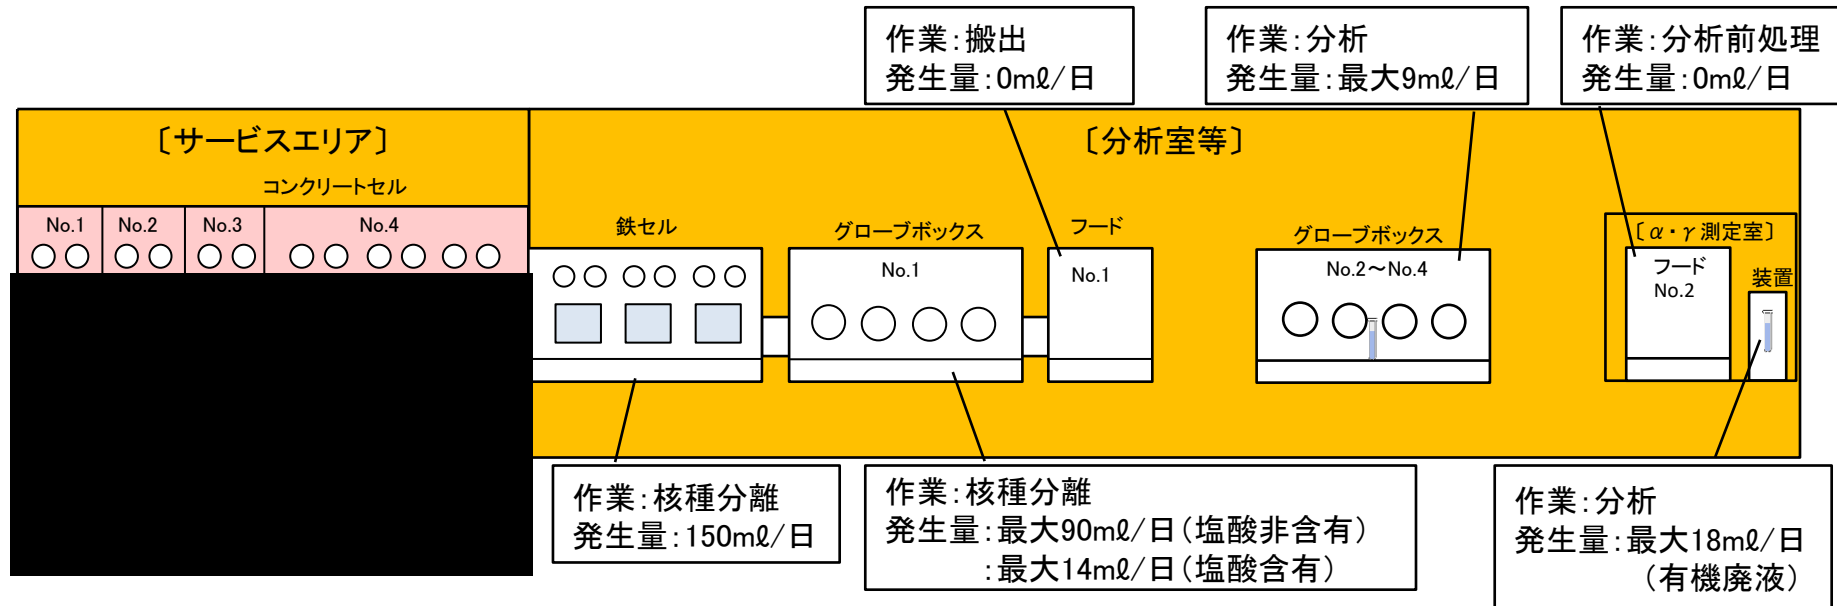 作業:搬出
発生量:0mℓ/日
作業:分析
発生量:最大9mℓ/日
作業:分析前処理
発生量:0mℓ/日
〔サービスエリア〕
〔分析室等〕
コンクリートセル
No.1
No.2
No.3
No.4
鉄セル
グローブボックス
No.1
フード
No.1
グローブボックス
No.2~No.4
〔α・γ測定室〕
フード
No.2
装置
作業:核種分離
発生量:150mℓ/日
作業:核種分離
発生量:最大90mℓ/日(塩酸非含有)
:最大14mℓ/日(塩酸含有)
作業:分析
発生量:最大18mℓ/日
(有機廃液)